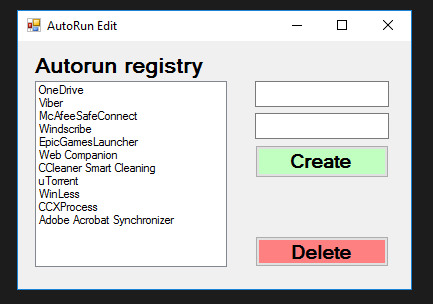 AutoRun Edit
Autorun registry
OneDrive
Viber
McAfeeSafeConnect
Windscribe
EpicGamesLauncher
Web Companion
CCleaner Smart Cleaning
uTorrent
WinLess
CCXProcess
Adobe Acrobat Synchronizer
Create
Delete